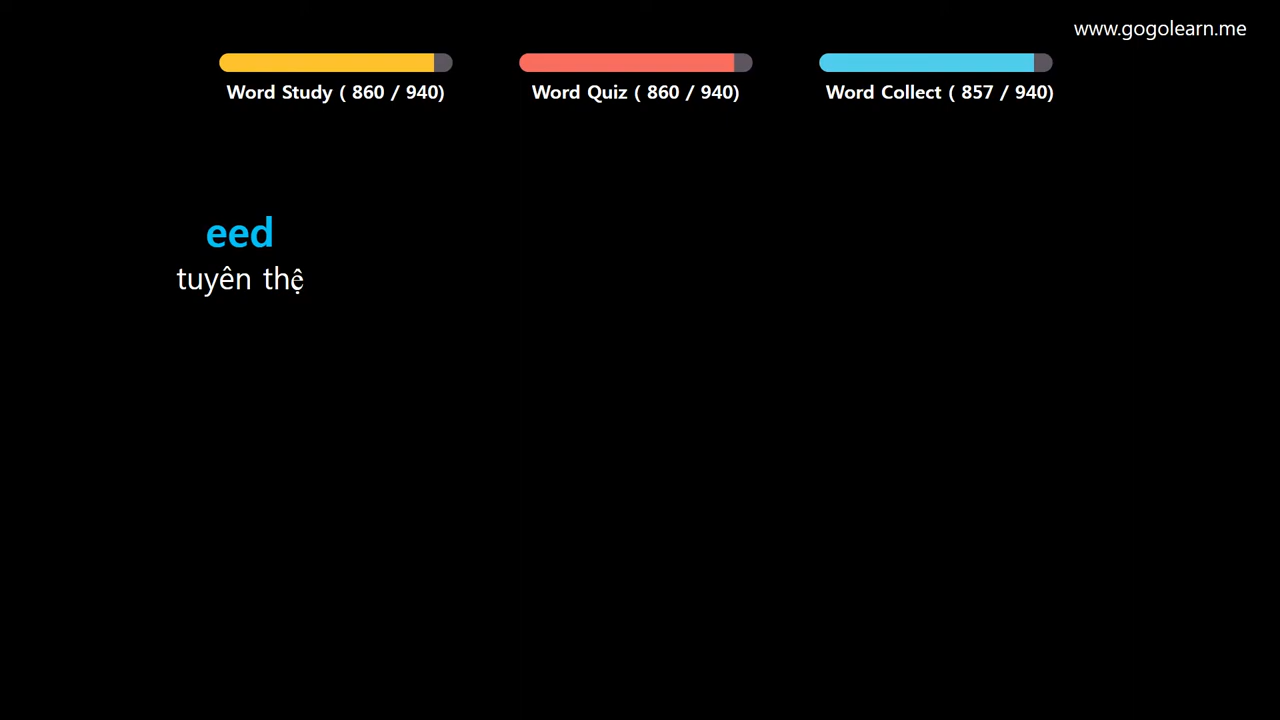 www.gogolearn.me
Word Study ( 860 / 940)
Word Quiz ( 860 / 940)
Word Collect ( 857 / 940)
eed
tuyên thệ